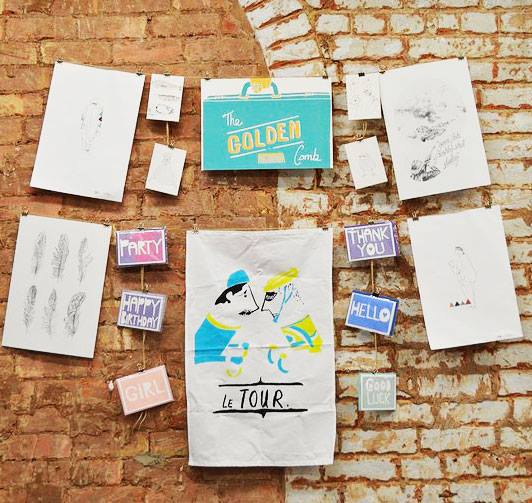 The
GOLDEN
Comb
PARTY
THANK
YOU
HAPPY
BIRTHDAY
HELLO
GIRL
GOOD
LUCK
LE TOUR.